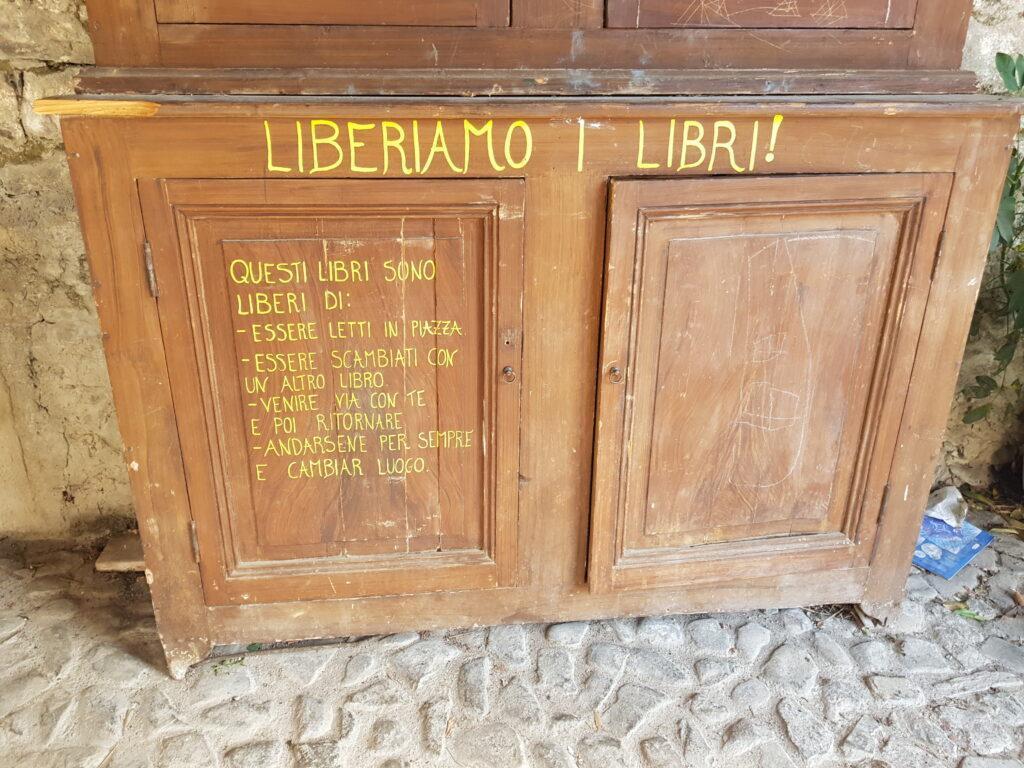 LIBERIAMO I LIBRI!
QUESTI LIBRI SONO
LIBERI DI:
-ESSERE LETTI IN PIAZZA.
-ESSERE SCAMBIATI CON
UN ALTRO LIBRO.
-VENIRE VIA CON TE
E POI RITORNARE
-ANDARSENE PER SEMPRE
E CAMBIAR LUOGO.